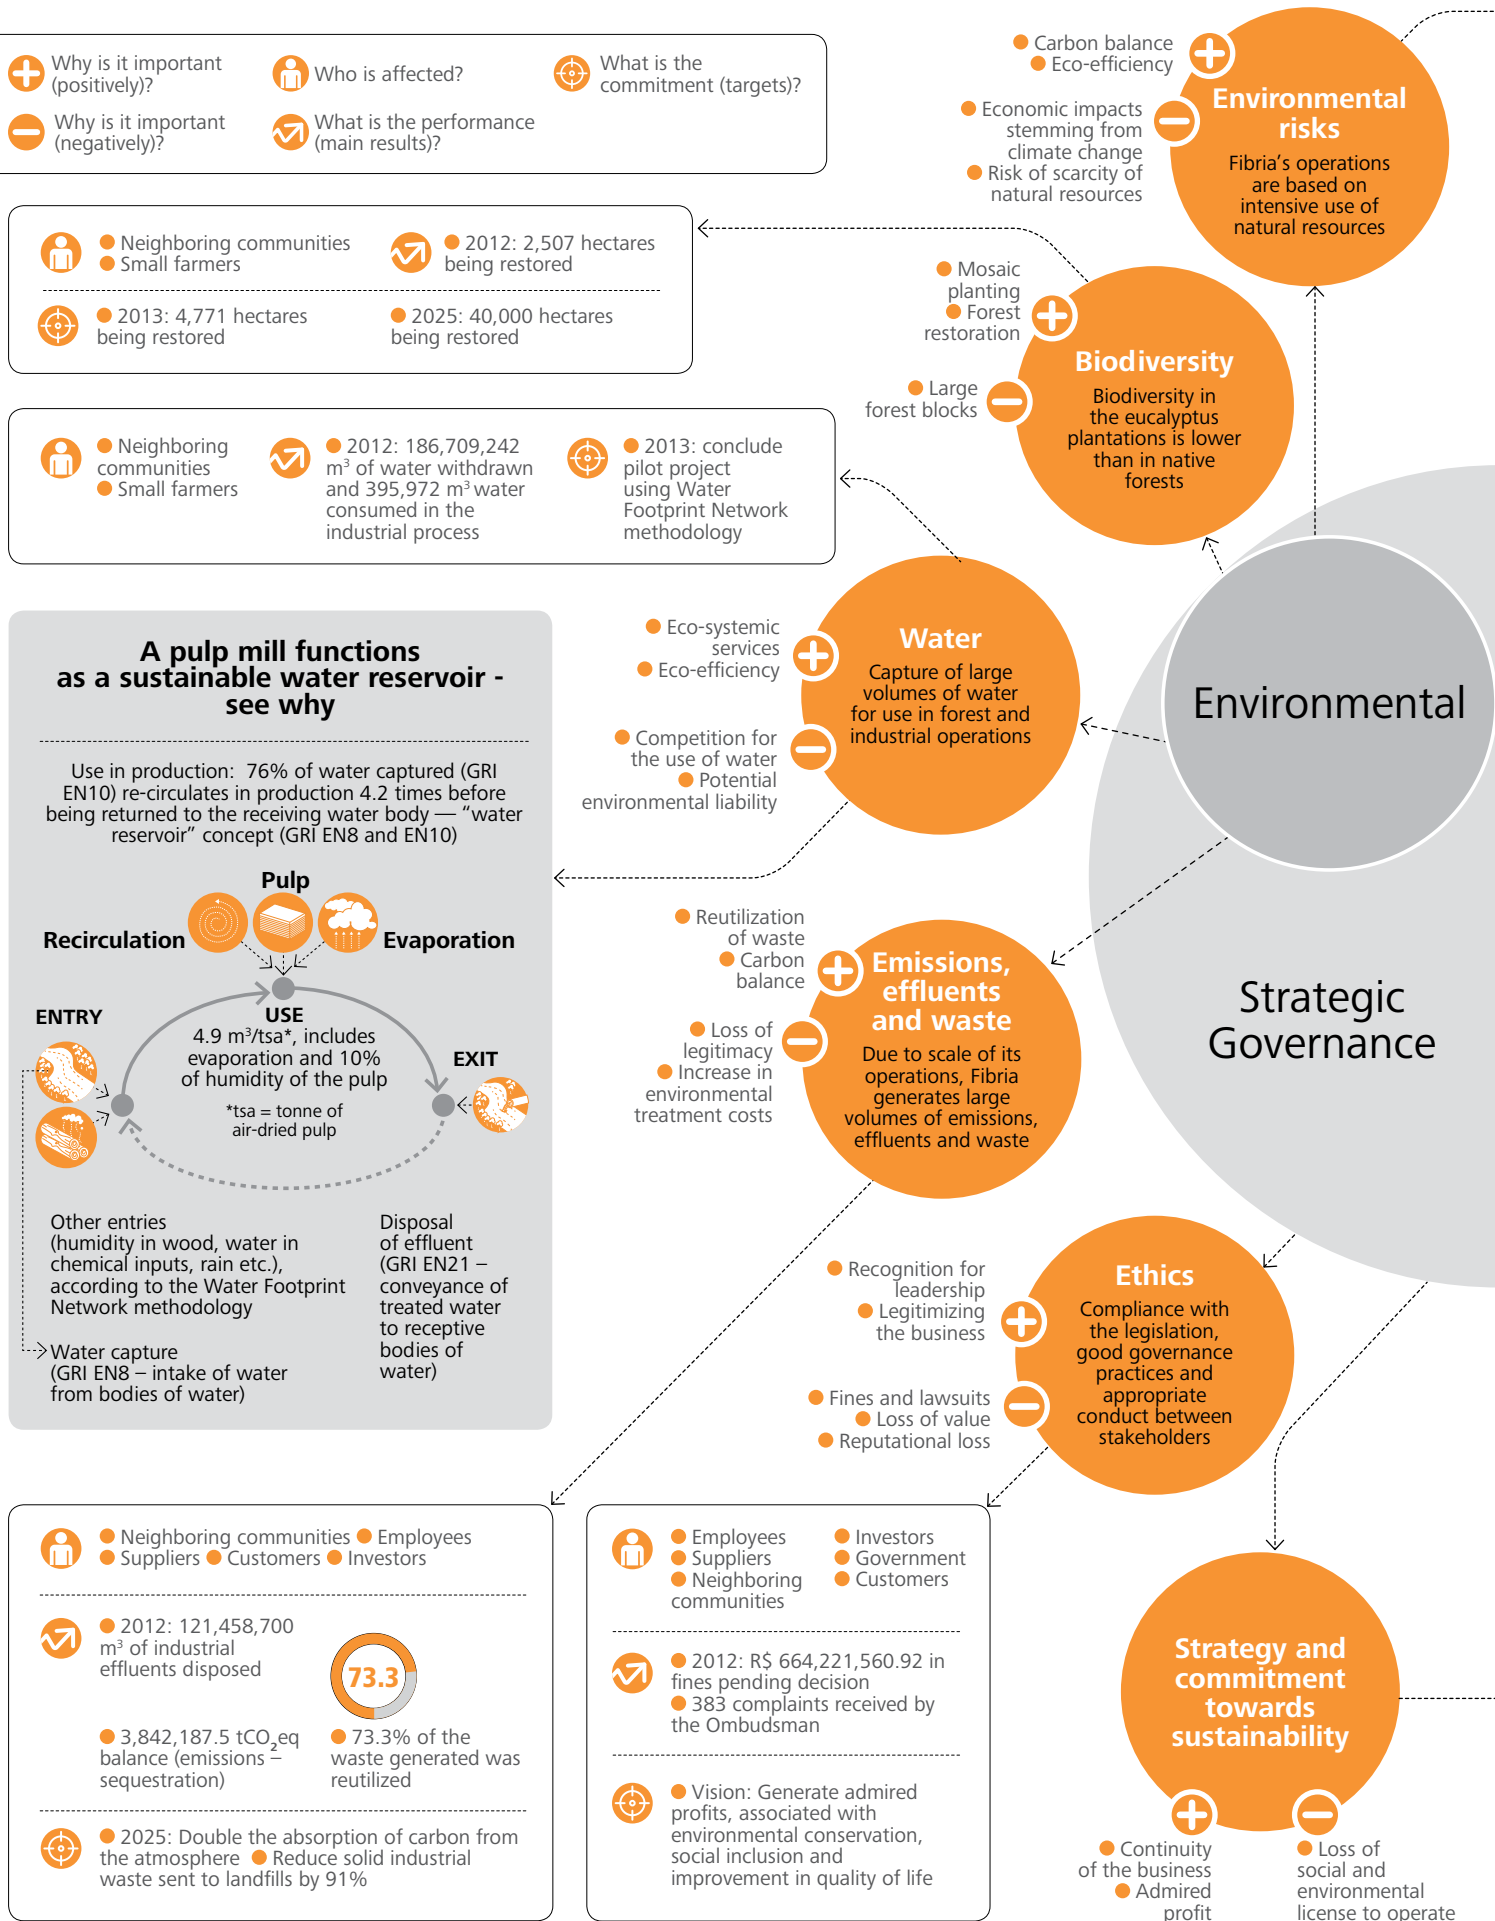 Why is it important
(positively)?
Who is affected?
What is the
commitment (targets)?
Why is it important
(negatively)?
What is the performance
(main results)?
Carbon balance
Eco-efficiency
Economic impacts
stemming from
climate change
Risk of scarcity of
natural resources
Environmental
risks
Fibria's operations
are based on
intensive use of
natural resources
Neighboring communities
Small farmers
2012: 2,507 hectares
being restored
2013: 4,771 hectares
being restored
2025: 40,000 hectares
being restored
Mosaic
planting
Forest
restoration
Large
forest blocks
Biodiversity
Biodiversity in
the eucalyptus
plantations is lower
than in native
forests
Neighboring
communities
Small farmers
2012: 186,709,242
m³ of water withdrawn
and 395,972 m³ water
consumed in the
industrial process
2013: conclude
pilot project
using Water
Footprint Network
methodology
Eco-systemic
services
Eco-efficiency
Competition for
the use of water
Potential
environmental liability
Water
Capture of large
volumes of water
for use in forest and
industrial operations
Environmental
Strategic
Governance
A pulp mill functions
as a sustainable water reservoir -
see why
Use in production: 76% of water captured (GRI
EN10) re-circulates in production 4.2 times before
being returned to the receiving water body — “water
reservoir” concept (GRI EN8 and EN10)
Pulp
Recirculation
Evaporation
ENTRY
USE
4.9 m³/tsa*, includes
evaporation and 10%
of humidity of the pulp
*tsa = tonne of
air-dried pulp
EXIT
Other entries
(humidity in wood, water in
chemical inputs, rain etc.),
according to the Water Footprint
Network methodology
Water capture
(GRI EN8 – intake of water
from bodies of water)
Disposal
of effluent
(GRI EN21 –
conveyance of
treated water
to receptive
bodies of
water)
Reutilization
of waste
Carbon
balance
Loss of
legitimacy
Increase in
environmental
treatment costs
Emissions,
effluents
and waste
Due to scale of its
operations, Fibria
generates large
volumes of emissions,
effluents and waste
Recognition for
leadership
Legitimizing
the business
Fines and lawsuits
Loss of value
Reputational loss
Ethics
Compliance with
the legislation,
good governance
practices and
appropriate
conduct between
stakeholders
Neighboring communities Employees
Suppliers Customers Investors
2012: 121,458,700
m³ of industrial
effluents disposed
73.3
3,842,187.5 tCO₂eq
balance (emissions –
sequestration)
73.3% of the
waste generated was
reutilized
2025: Double the absorption of carbon from
the atmosphere Reduce solid industrial
waste sent to landfills by 91%
Employees
Suppliers
Neighboring
communities
Investors
Government
Customers
2012: R$ 664,221,560.92 in
fines pending decision
383 complaints received by
the Ombudsman
Vision: Generate admired
profits, associated with
environmental conservation,
social inclusion and
improvement in quality of life
Strategy and
commitment
towards
sustainability
Continuity
of the business
Admired
profit
Loss of
social and
environmental
license to operate